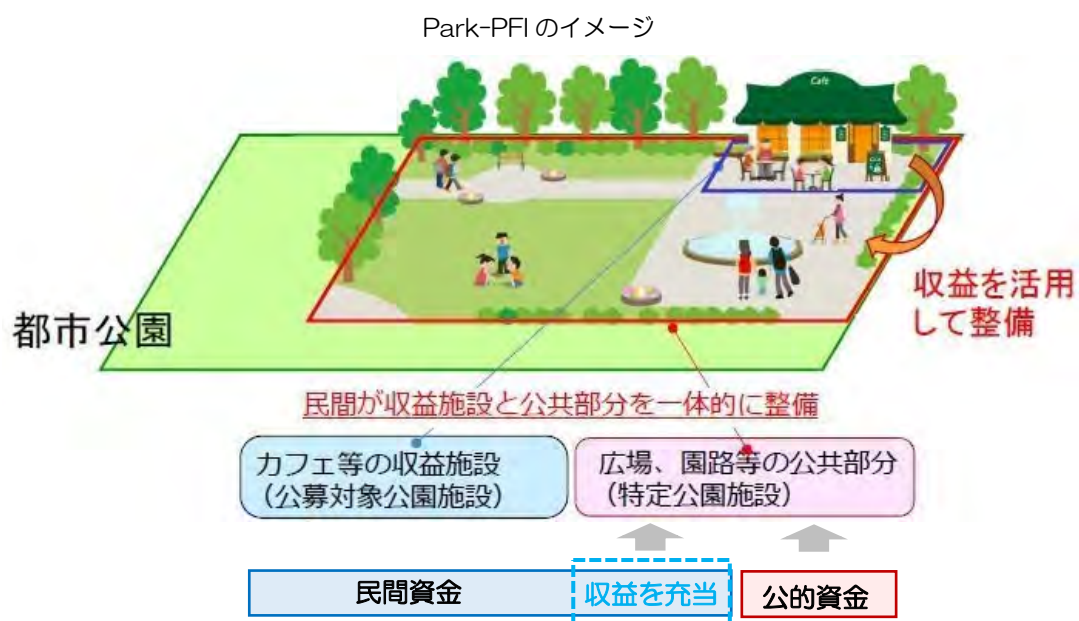 Park-PFIのイメージ
Cafe
都市公園
収益を活用
して整備
民間が収益施設と公共部分を一体的に整備
カフェ等の収益施設
(公募対象公園施設)
広場、園路等の公共部分
(特定公園施設)
民間資金
収益を充当
公的資金